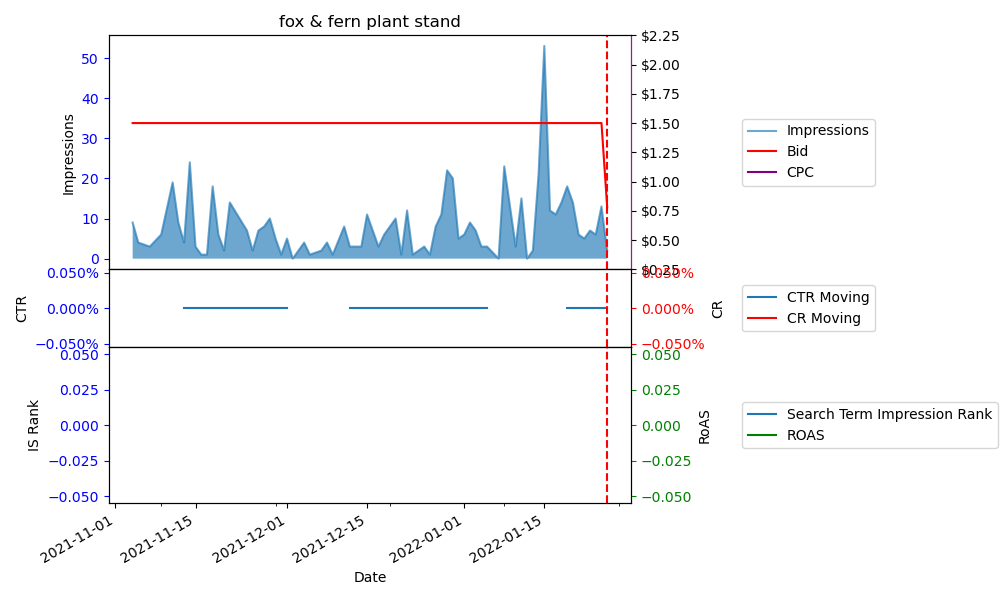 fox & fern plant stand
50
40
30
20
10
0
Impressions
$2.25
$2.00
$1.75
$1.50
$1.25
$1.00
$0.75
$0.50
$0.25
Impressions
Bid
CPC
0.050%
0.000%
−0.050%
CTR
0.050%
0.000%
−0.050%
CR
CTR Moving
CR Moving
0.050
0.025
0.000
−0.025
−0.050
IS Rank
0.050
0.025
0.000
−0.025
−0.050
RoAS
Search Term Impression Rank
ROAS
2021-11-01
2021-11-15
2021-12-01
2021-12-15
2022-01-01
2022-01-15
Date